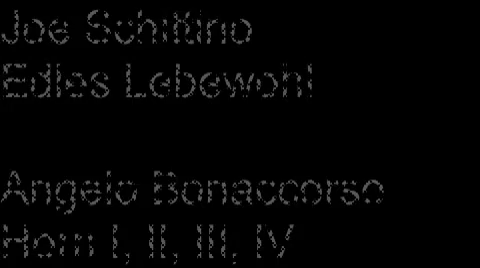 Joe Schittino
Edles Lebewohl
Angelo Bonaccorso
Horn I, II, III, IV